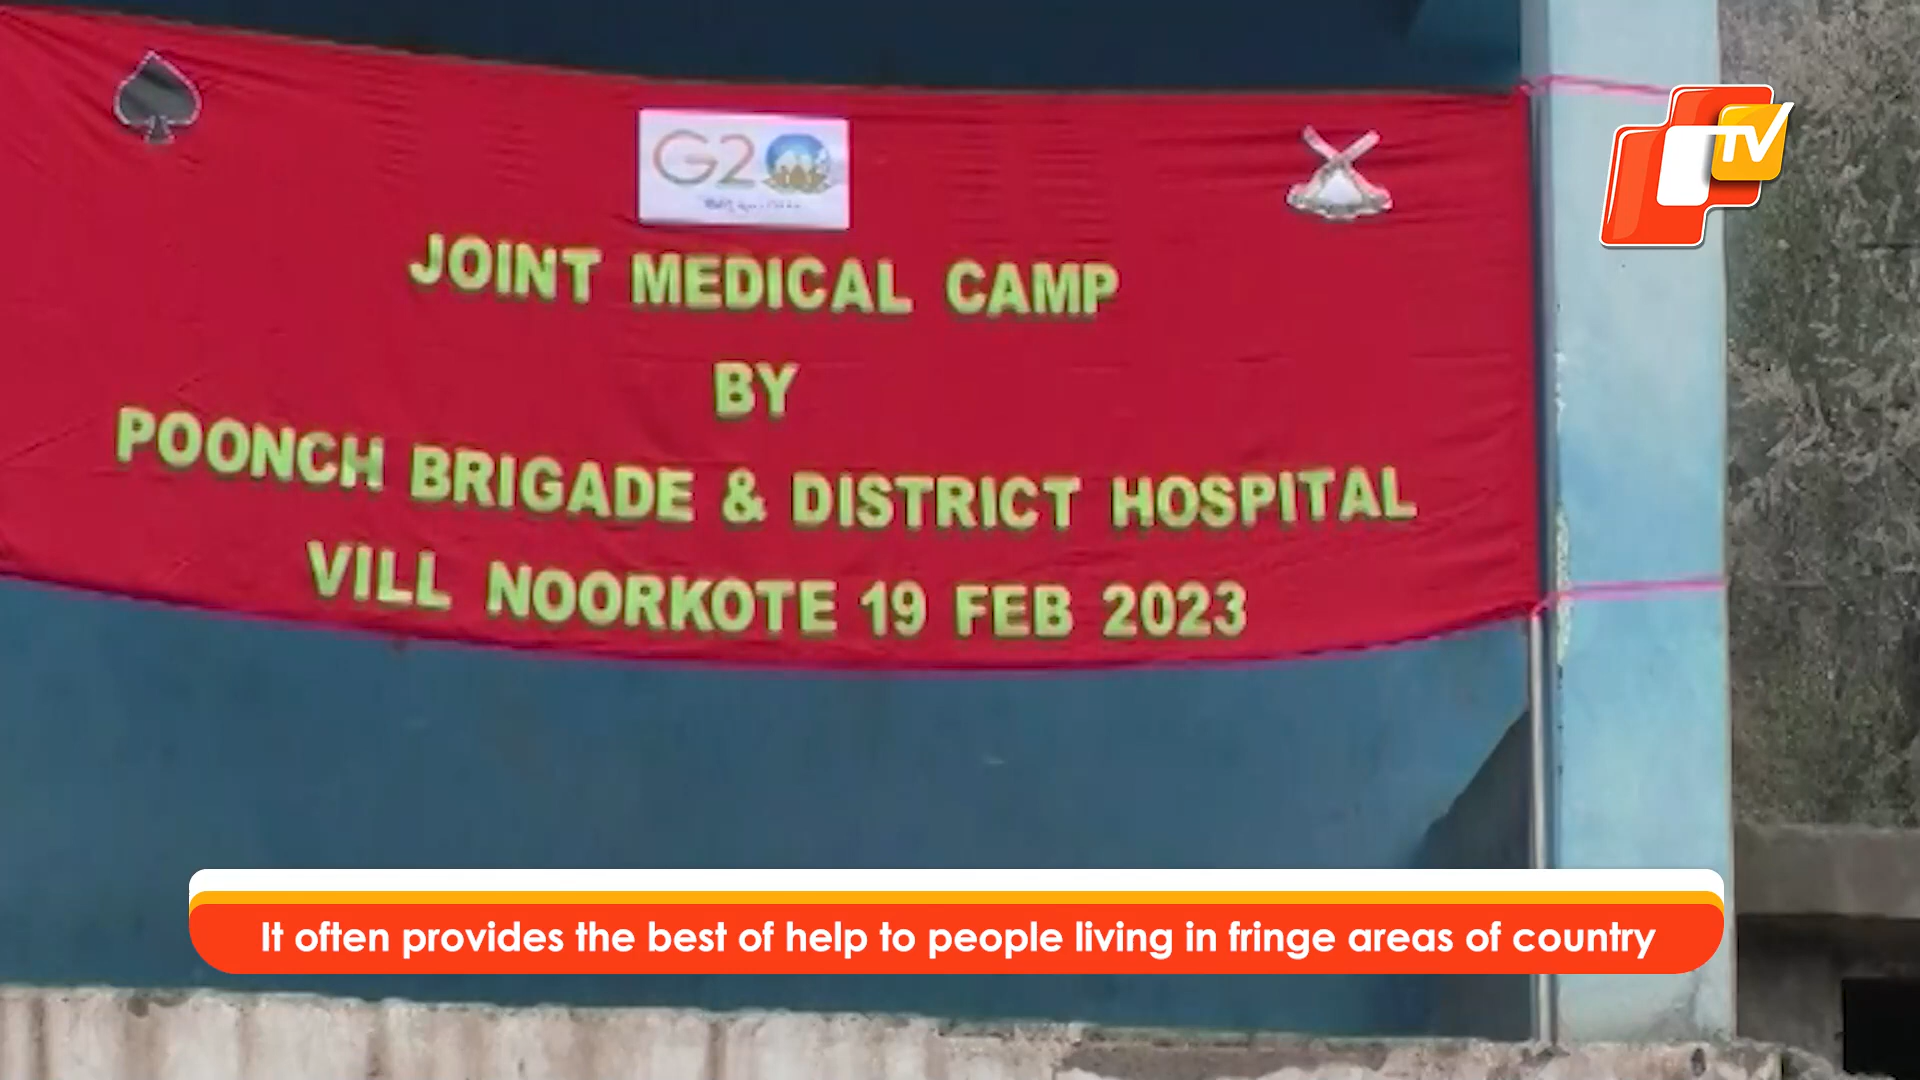 G20
TV
JOINT MEDICAL CAMP
BY
POONCH BRIGADE & DISTRICT HOSPITAL
VILL NOORKOTE 19 FEB 2023
It often provides the best of help to people living in fringe areas of country